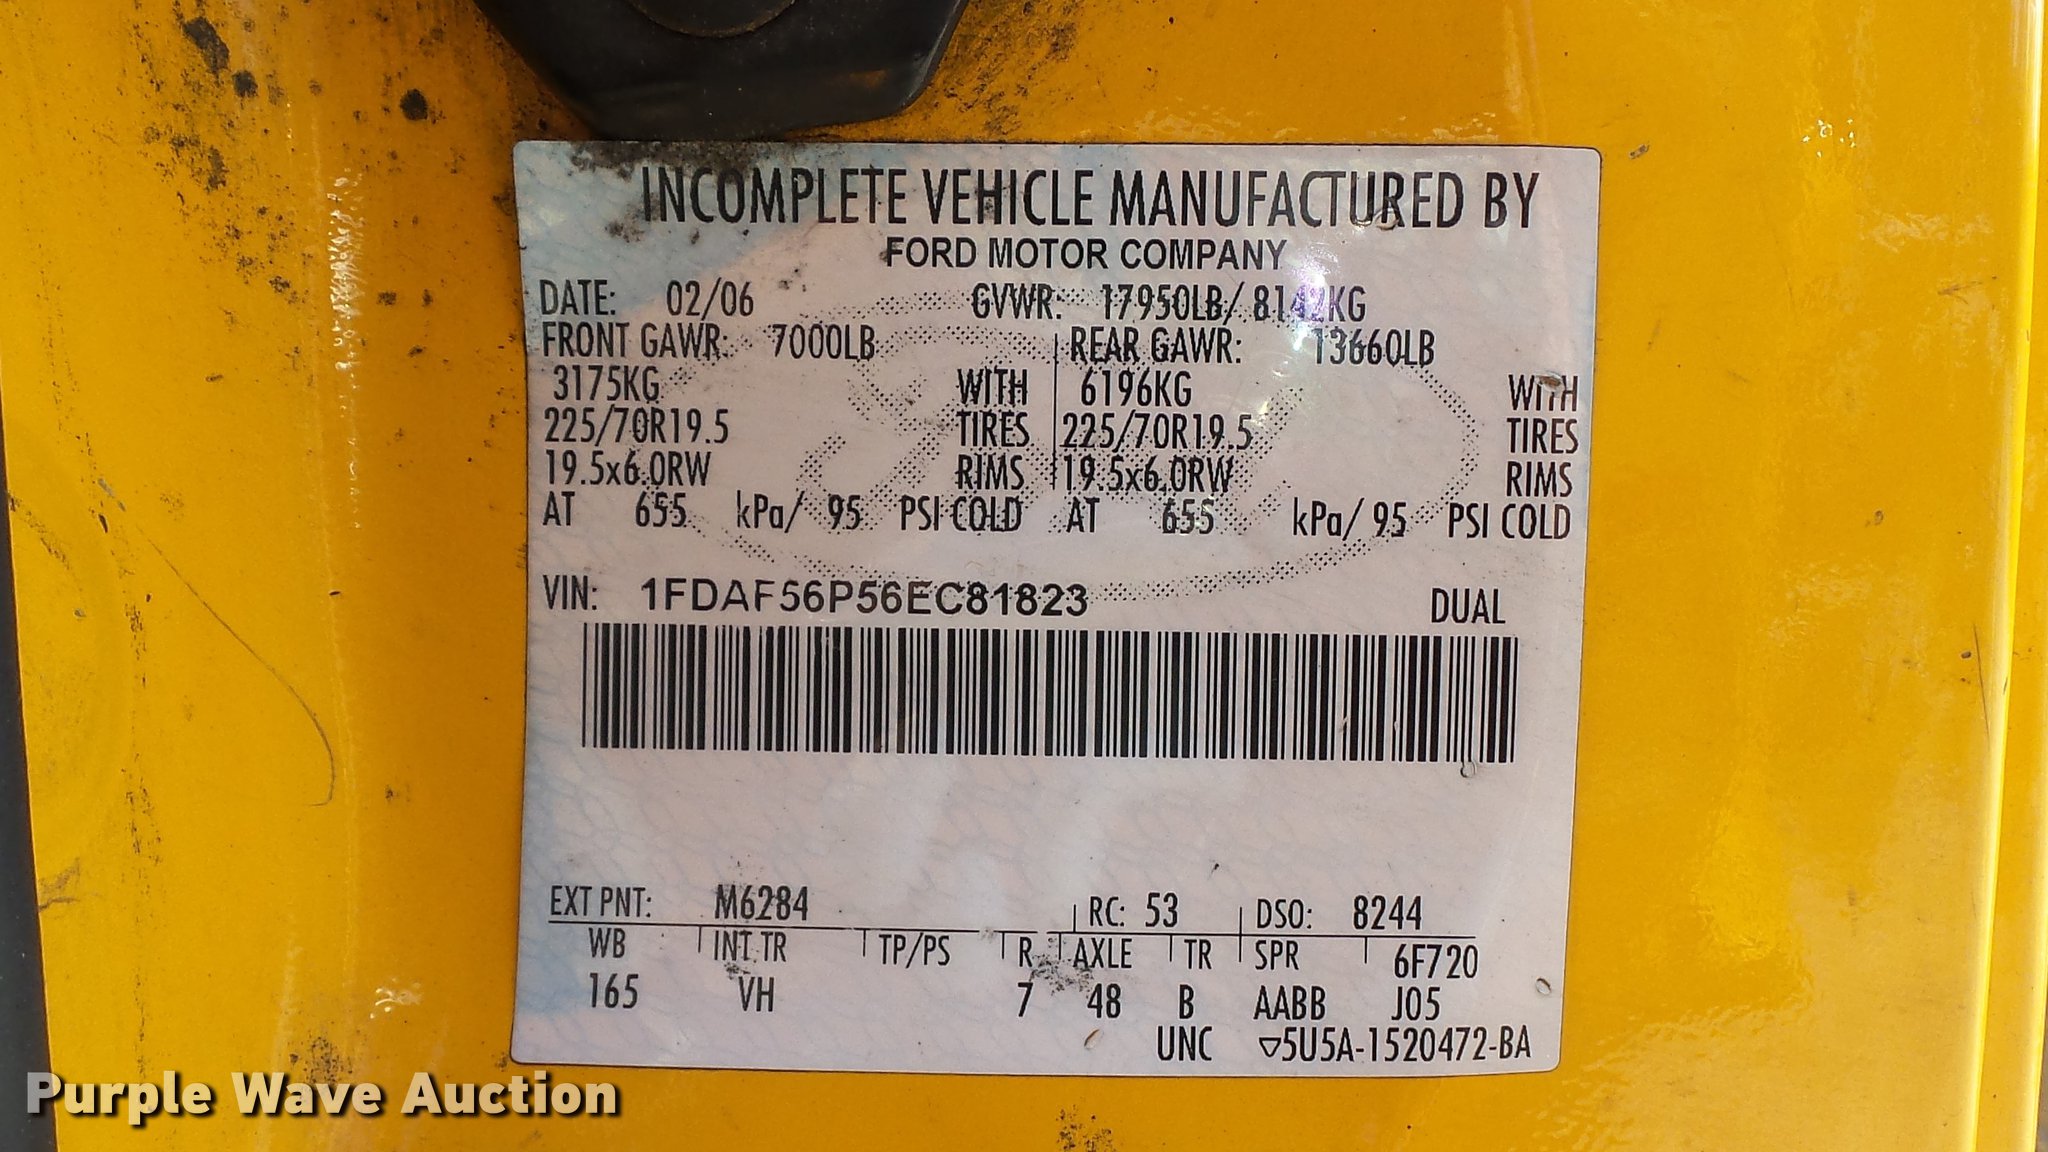 INCOMPLETE VEHICLE MANUFACTURED BY
FORD MOTOR COMPANY
DATE: 02/06 GVWR: 17950LB/ 8142KG
FRONT GAWR: 7000LB REAR GAWR: 13660LB
3175KG WITH 6196KG WITH
225/70R19.5 TIRES 225/70R19.5 TIRES
19.5x6.0RW RIMS 19.5x6.0RW RIMS
AT 655 kPa/ 95 PSI COLD AT 655 kPa/ 95 PSI COLD
VIN: 1FDAF56P56EC81823 DUAL
EXT PNT: M6284 RC: 53 DSO: 8244
WB INT TR TP/PS R AXLE TR SPR 6F720
165 VH 7 48 B AABB J05
UNC ▽5U5A-1520472-BA
Purple Wave Auction